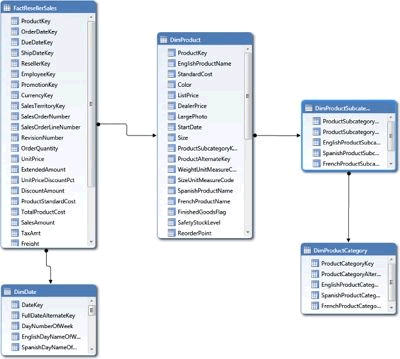 FactResellerSales
ProductKey
OrderDateKey
DueDateKey
ShipDateKey
ResellerKey
EmployeeKey
PromotionKey
CurrencyKey
SalesTerritoryKey
SalesOrderNumber
SalesOrderLineNumber
RevisionNumber
OrderQuantity
UnitPrice
ExtendedAmount
UnitPriceDiscountPct
DiscountAmount
ProductStandardCost
TotalProductCost
SalesAmount
TaxAmt
Freight
DimProduct
ProductKey
EnglishProductName
StandardCost
Color
ListPrice
DealerPrice
LargePhoto
StartDate
Size
ProductSubcategoryK...
ProductAlternateKey
WeightUnitMeasureC...
SizeUnitMeasureCode
SpanishProductName
FrenchProductName
FinishedGoodsFlag
SafetyStockLevel
ReorderPoint
DimProductSubcate...
ProductSubcategory...
ProductSubcategory...
EnglishProductSubca...
SpanishProductSubc...
FrenchProductSubca...
DimProductCategory
ProductCategoryKey
ProductCategoryAlter...
EnglishProductCateg...
SpanishProductCateg...
FrenchProductCateg...
DimDate
DateKey
FullDateAlternateKey
DayNumberOfWeek
EnglishDayNameOfW...
SpanishDayNameOf...